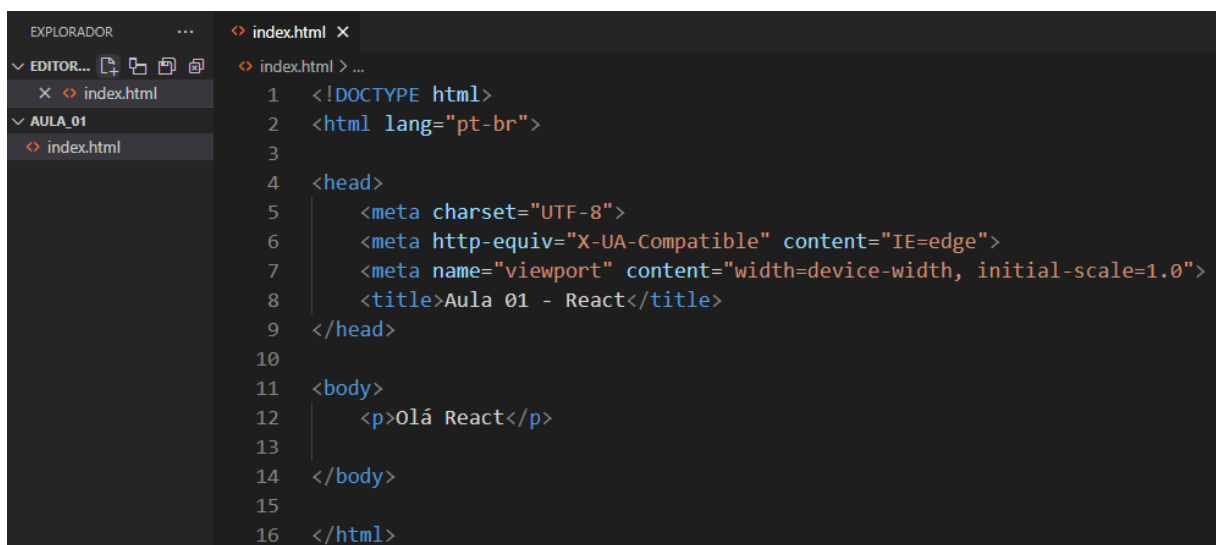 EXPLORADOR ···
EDITOR...
index.html
AULA_01
index.html
index.html
index.html > ...
1 <!DOCTYPE html>
2 <html lang="pt-br">
3
4 <head>
5 <meta charset="UTF-8">
6 <meta http-equiv="X-UA-Compatible" content="IE=edge">
7 <meta name="viewport" content="width=device-width, initial-scale=1.0">
8 <title>Aula 01 - React</title>
9 </head>
10
11 <body>
12 <p>Olá React</p>
13
14 </body>
15
16 </html>